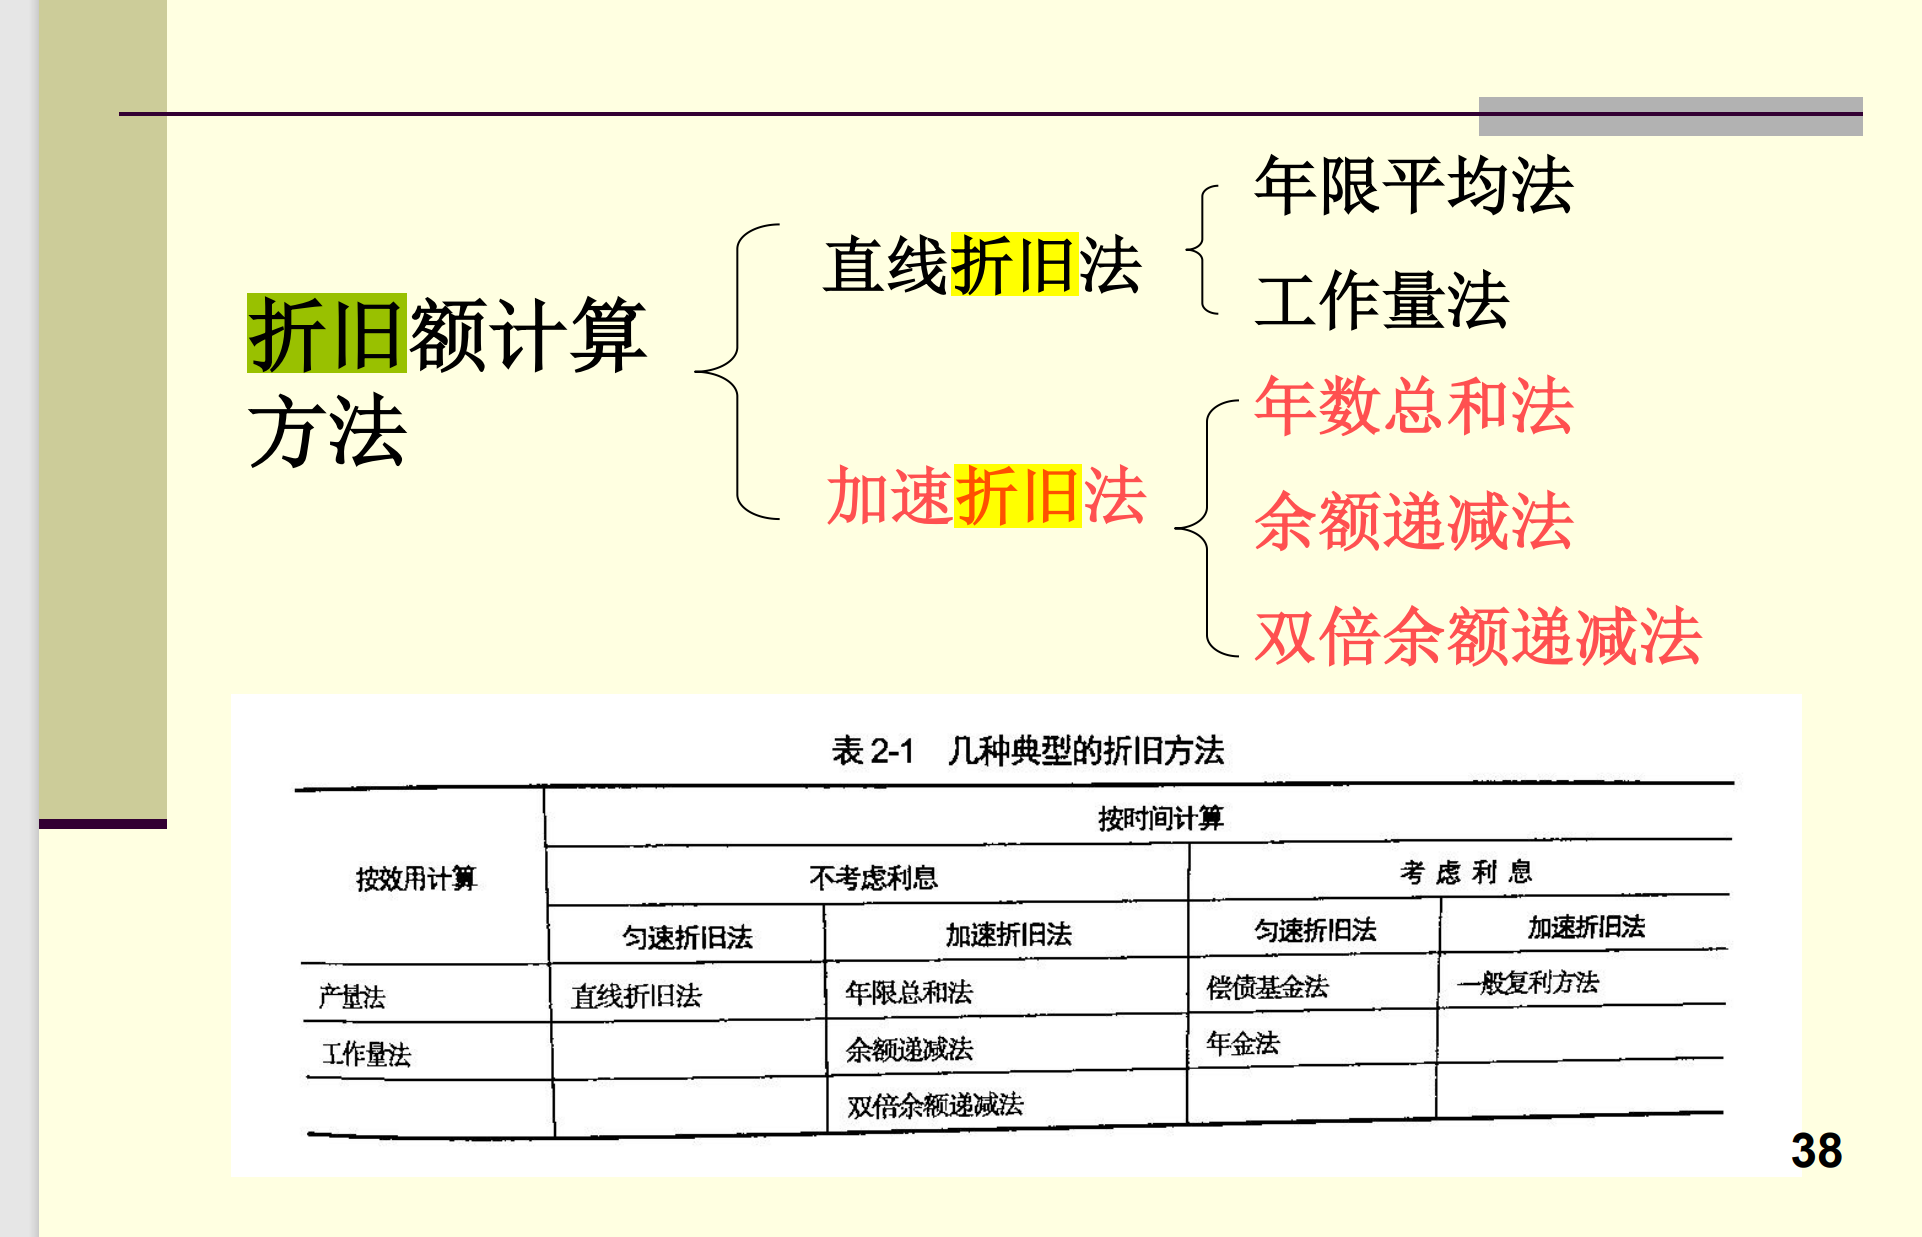 折旧额计算
方法
直线折旧法
年限平均法
工作量法
加速折旧法
年数总和法
余额递减法
双倍余额递减法
表 2-1 几种典型的折旧方法
按效用计算
按时间计算
不考虑利息
考虑利息
匀速折旧法
加速折旧法
匀速折旧法
加速折旧法
产量法
直线折旧法
年限总和法
偿债基金法
一般复利方法
工作量法
余额递减法
年金法
双倍余额递减法
38